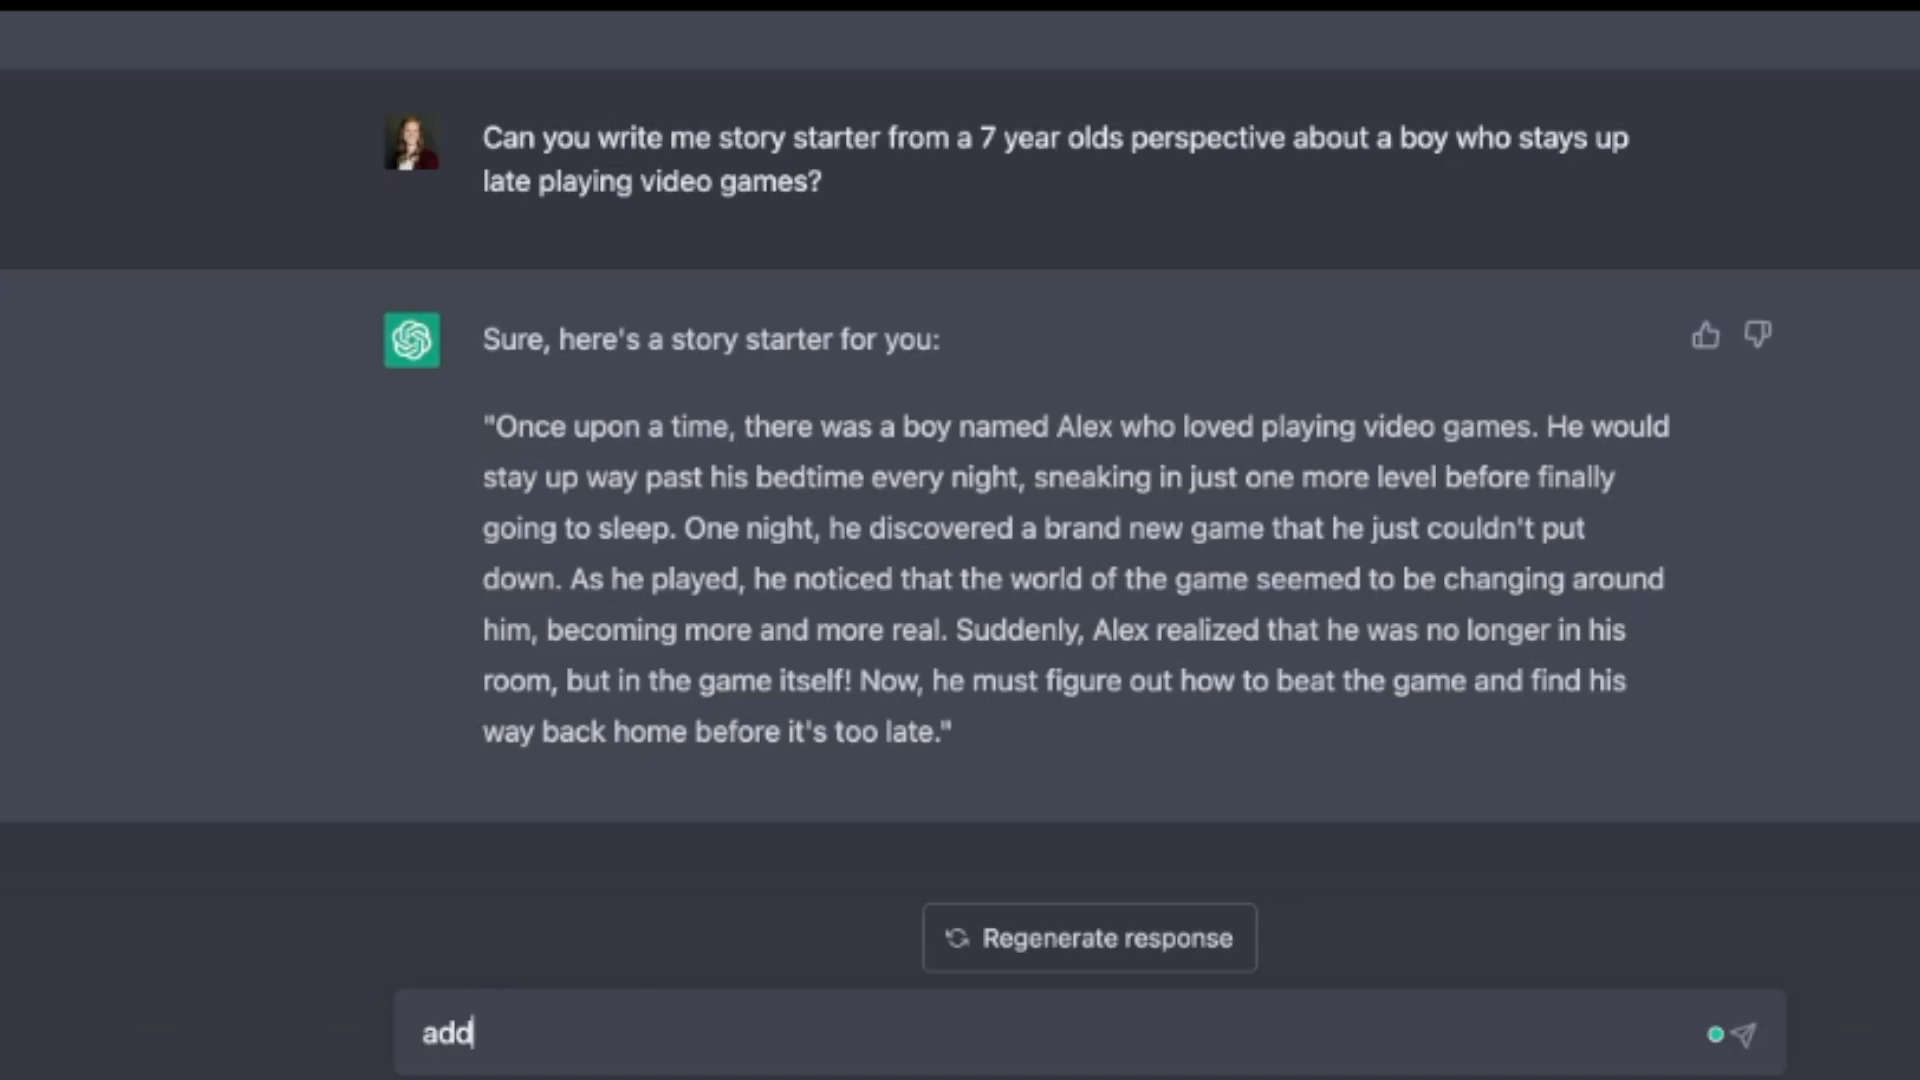 Can you write me story starter from a 7 year olds perspective about a boy who stays up
late playing video games?
Sure, here's a story starter for you:
"Once upon a time, there was a boy named Alex who loved playing video games. He would
stay up way past his bedtime every night, sneaking in just one more level before finally
going to sleep. One night, he discovered a brand new game that he just couldn't put
down. As he played, he noticed that the world of the game seemed to be changing around
him, becoming more and more real. Suddenly, Alex realized that he was no longer in his
room, but in the game itself! Now, he must figure out how to beat the game and find his
way back home before it's too late."
Regenerate response
add